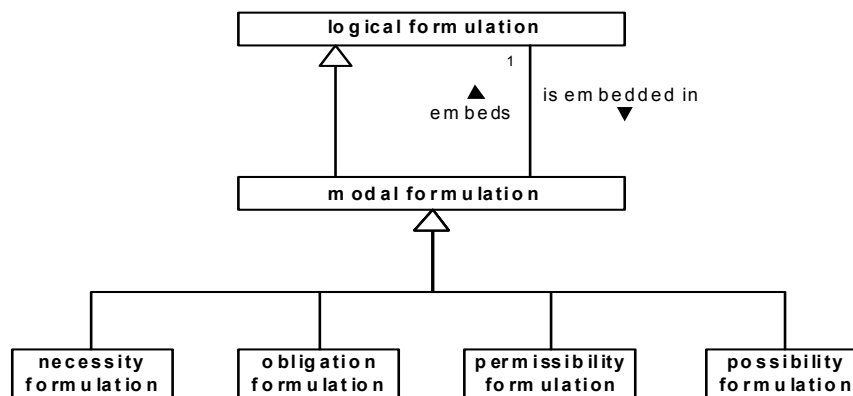 logical formulation
1
is embedded in
embeds
modal formulation
necessity
formulation
obligation
formulation
permissibility
formulation
possibility
formulation